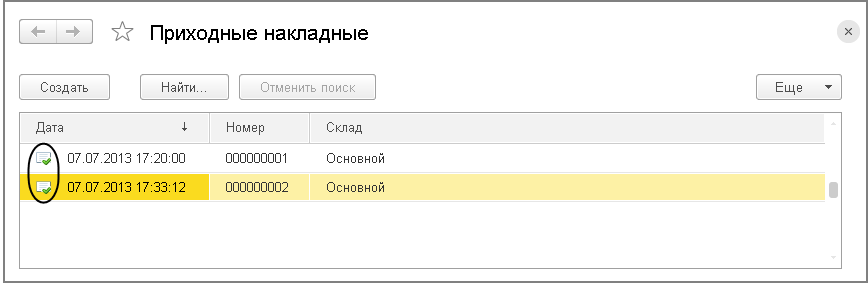 Приходные накладные
Создать Найти... Отменить поиск Еще
Дата Номер Склад
07.07.2013 17:20:00 000000001 Основной
07.07.2013 17:33:12 000000002 Основной